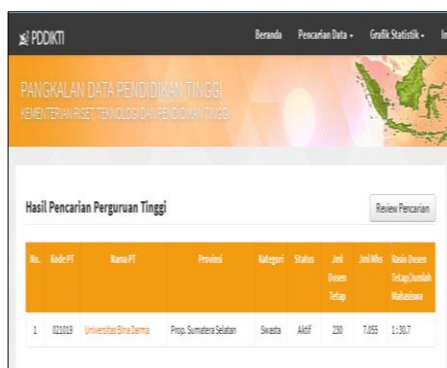 PDDIKTI Beranda Pencarian Data Grafik Statistik
PANGKALAN DATA PENDIDIKAN TINGGI
KEMENTERIAN RISET, TEKNOLOGI DAN PENDIDIKAN TINGGI
Hasil Pencarian Perguruan Tinggi Review Pencarian
No. Kode PT Nama PT Provinsi Kategori Status Jml Dosen Tetap Jml Mhs Rasio Dosen Tetap/Jumlah Mahasiswa
1 021019 Universitas Bina Darma Prop. Sumatera Selatan Swasta Aktif 230 7.055 1 : 30.7